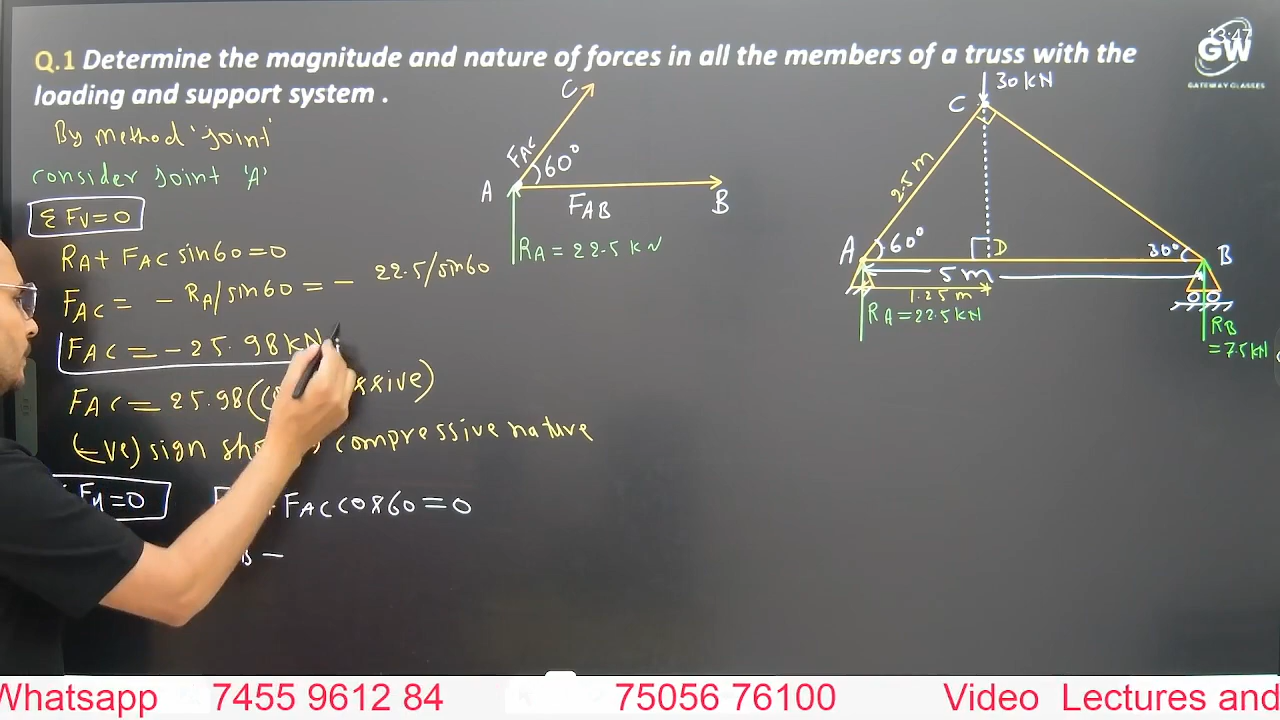 Q.1 Determine the magnitude and nature of forces in all the members of a truss with the
loading and support system .
13:47
GW
GATEWAY CLASSES
By method 'joint'
consider joint 'A'
ΣFv=0
RA+ FAC sin60=0
FAC = - RA/sin60 = - 22.5/sin60
FAC = -25.98 kN
FAC = 25.98
(-ve) sign compressive nature
=0
FAC cos60 = 0
-
C
FAC
60°
A
FAB
B
RA = 22.5 kN
30 kN
C
2.5 m
A
60°
D
30°
B
5 m
1.25 m
RA = 22.5 kN
RB
= 7.5 kN
Whatsapp 7455 9612 84 75056 76100 Video Lectures and